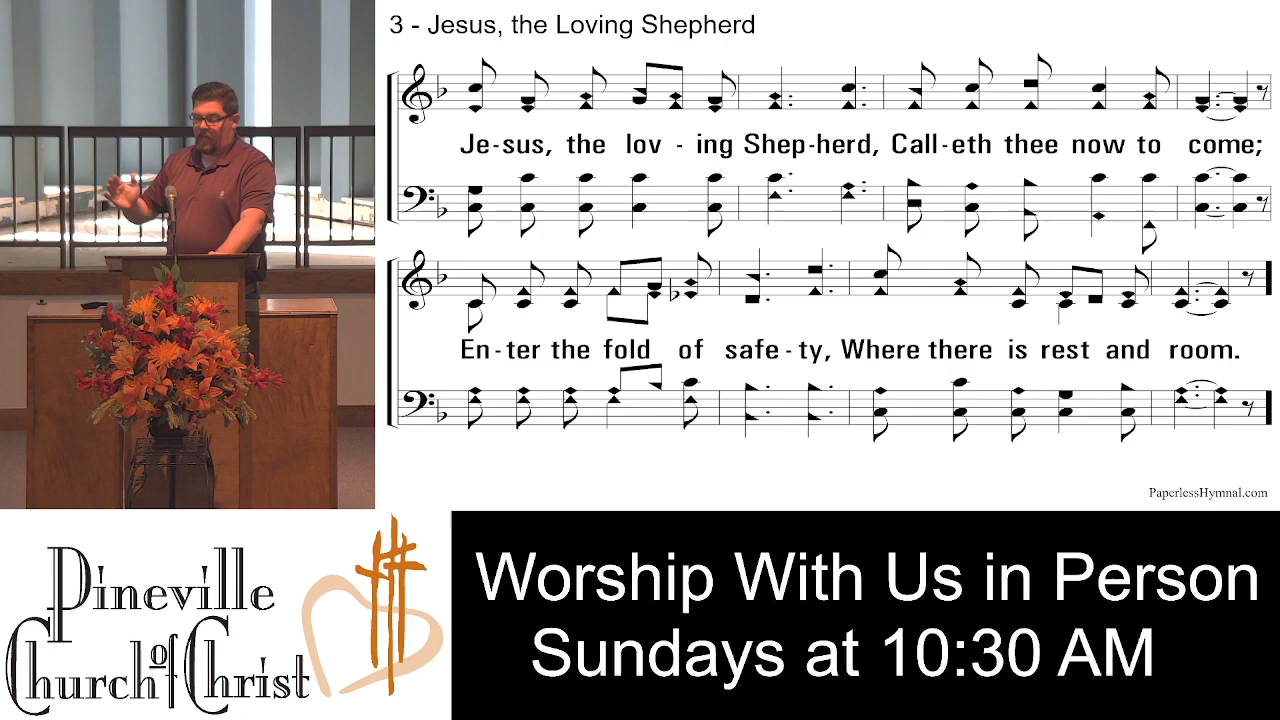 3 - Jesus, the Loving Shepherd
Je-sus, the lov - ing Shep-herd, Call-eth thee now to come;
En-ter the fold of safe-ty, Where there is rest and room.
PaperlessHymnal.com
Pineville
Church of Christ
Worship With Us in Person
Sundays at 10:30 AM